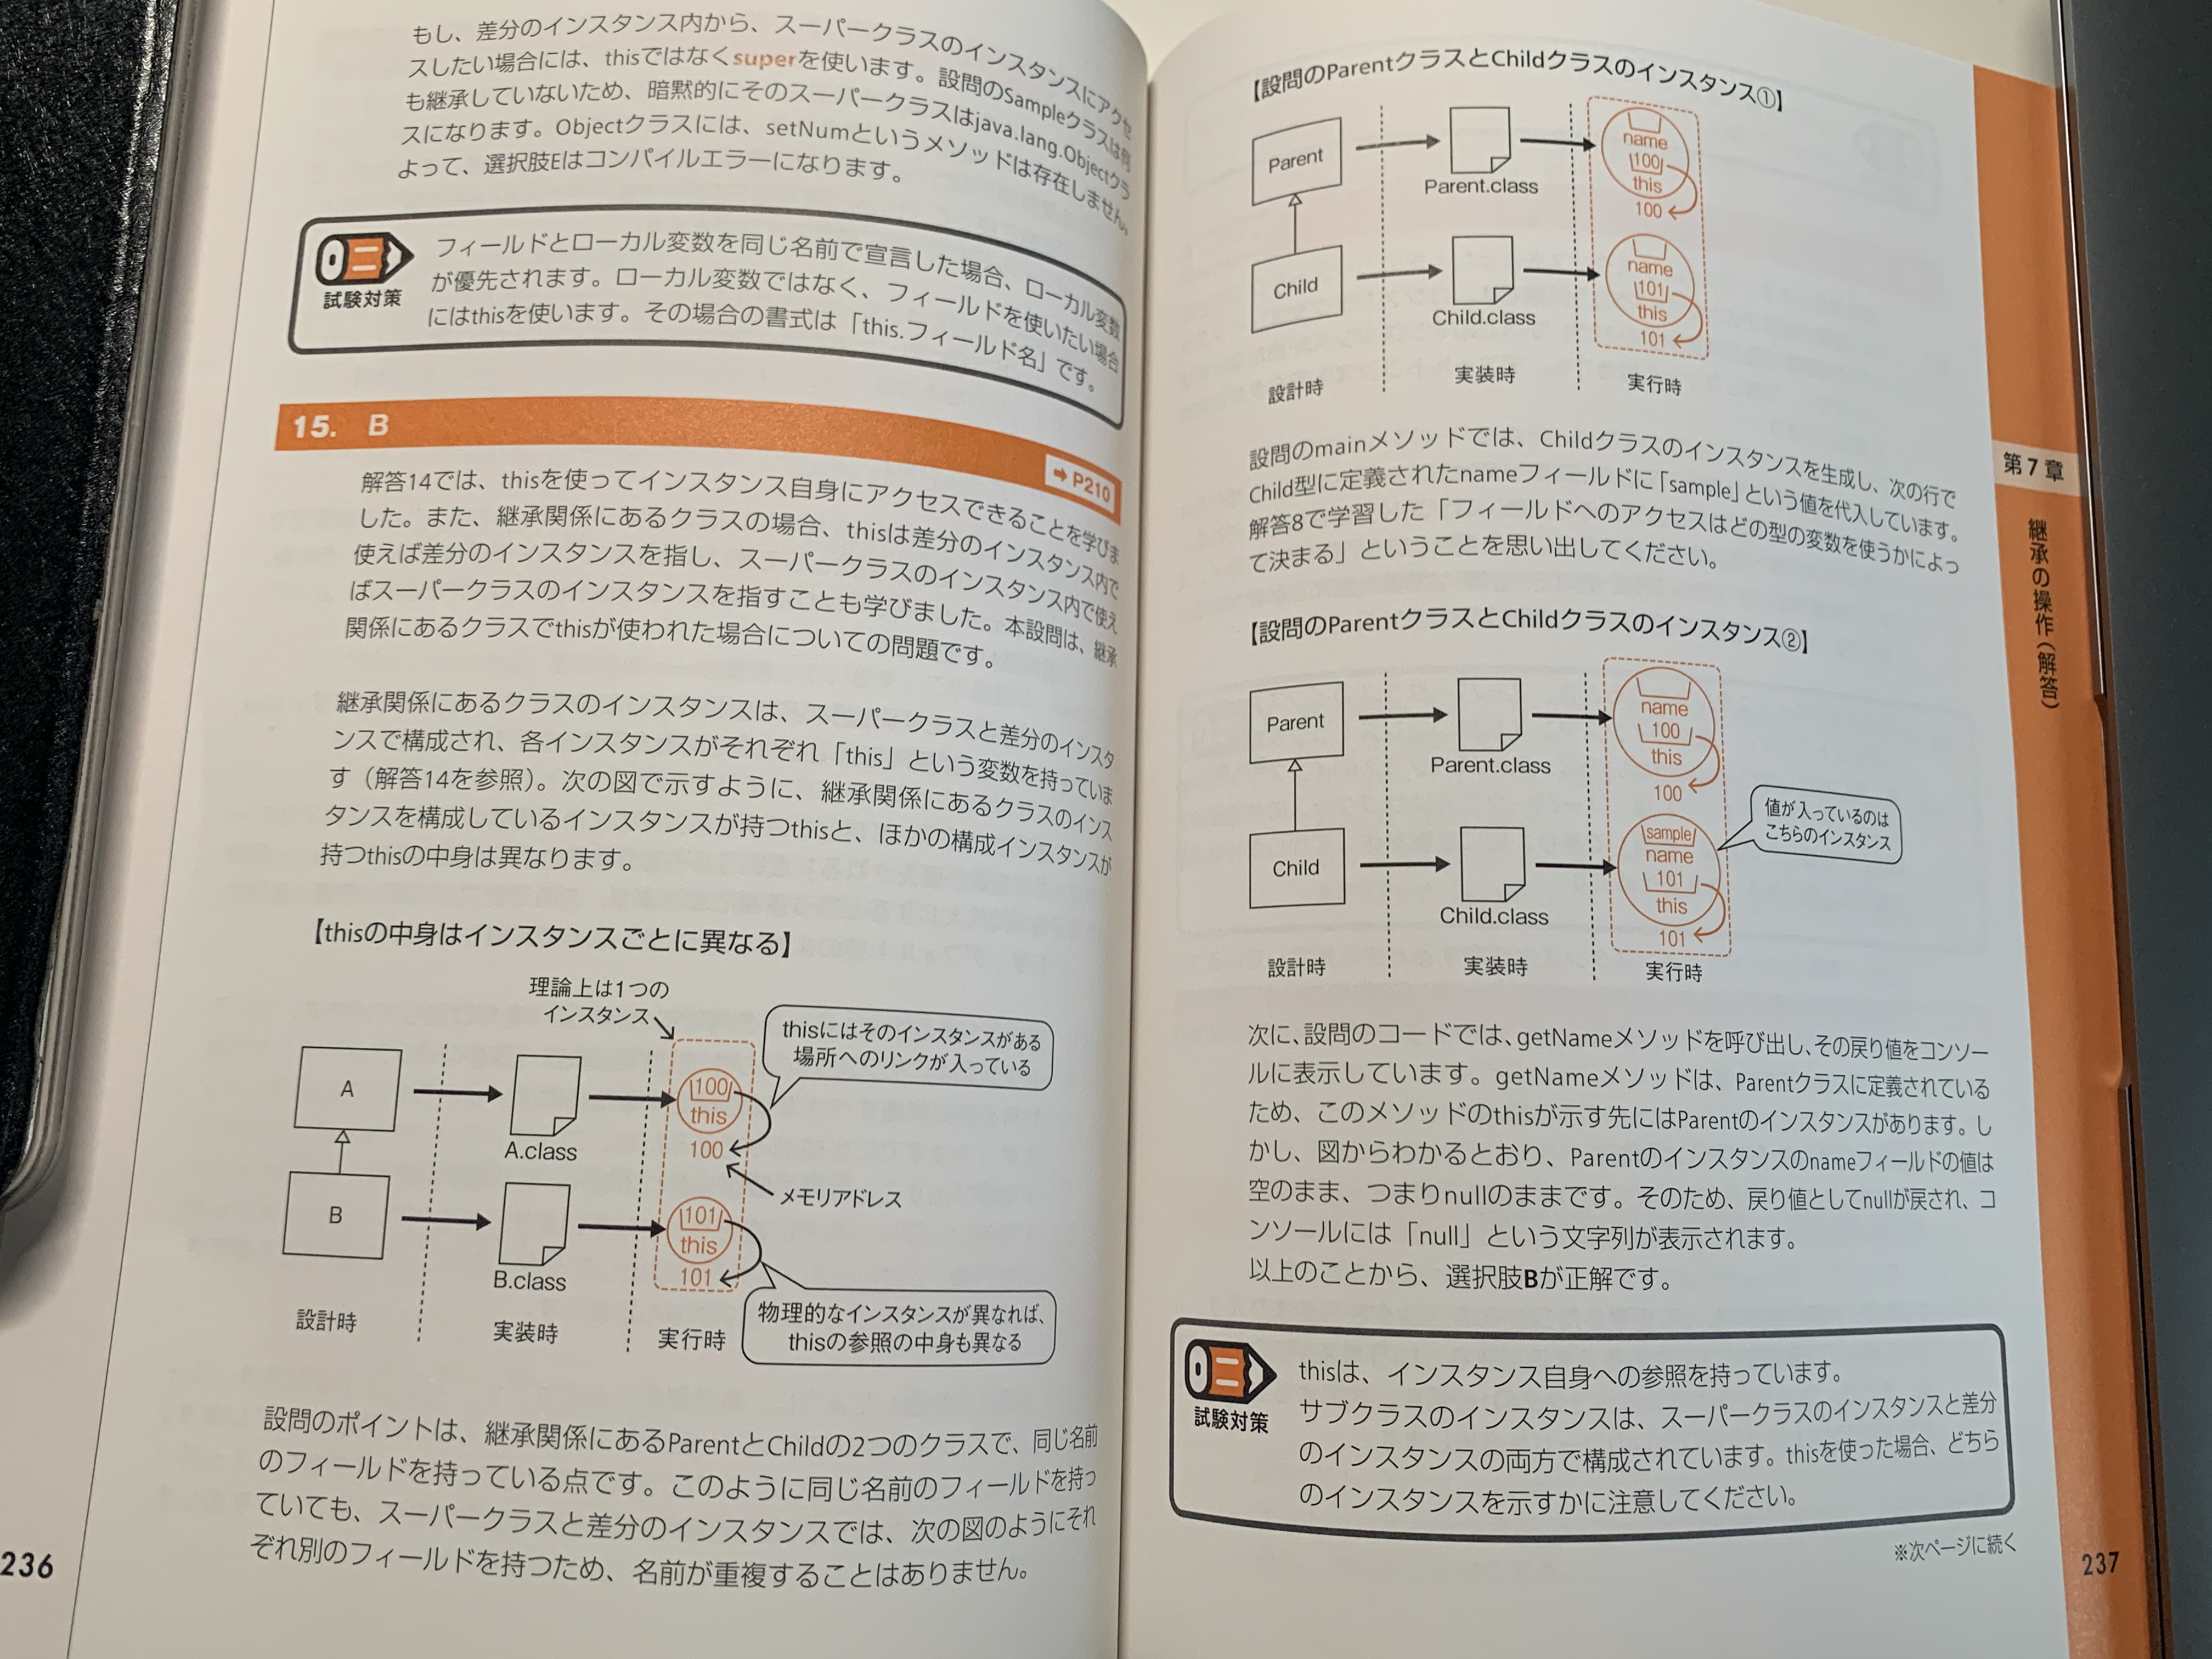 もし、差分のインスタンス内から、スーパークラスのインスタンスにアクセ
スしたい場合には、thisではなくsuperを使います。設問のSampleクラスは何
も継承していないため、暗黙的にそのスーパークラスはjava.lang.Objectクラ
スになります。Objectクラスには、setNumというメソッドは存在しません。
よって、選択肢Eはコンパイルエラーになります。
試験対策
フィールドとローカル変数を同じ名前で宣言した場合、ローカル変数
が優先されます。ローカル変数ではなく、フィールドを使いたい場合
にはthisを使います。その場合の書式は「this.フィールド名」です。
15. B
➡ P210
解答14では、thisを使ってインスタンス自身にアクセスできることを学びま
した。また、継承関係にあるクラスの場合、thisは差分のインスタンス内で
使えば差分のインスタンスを指し、スーパークラスのインスタンス内で使え
ばスーパークラスのインスタンスを指すことも学びました。本設問は、継承
関係にあるクラスでthisが使われた場合についての問題です。
継承関係にあるクラスのインスタンスは、スーパークラスと差分のインスタ
ンスで構成され、各インスタンスがそれぞれ「this」という変数を持っていま
す（解答14を参照）。次の図で示すように、継承関係にあるクラスのインス
タンスを構成しているインスタンスが持つthisと、ほかの構成インスタンスが
持つthisの中身は異なります。
【thisの中身はインスタンスごとに異なる】
理論上は1つの
インスタンス
thisにはそのインスタンスがある
場所へのリンクが入っている
A
A.class
100
this
100
メモリアドレス
B
B.class
101
this
101
物理的なインスタンスが異なれば、
thisの参照の中身も異なる
設計時
実装時
実行時
設問のポイントは、継承関係にあるParentとChildの2つのクラスで、同じ名前
のフィールドを持っている点です。このように同じ名前のフィールドを持っ
ていても、スーパークラスと差分のインスタンスでは、次の図のようにそれ
ぞれ別のフィールドを持つため、名前が重複することはありません。
236
【設問のParentクラスとChildクラスのインスタンス①】
Parent
Parent.class
name
100
this
100
Child
Child.class
name
101
this
101
設計時
実装時
実行時
設問のmainメソッドでは、Childクラスのインスタンスを生成し、次の行で
Child型に定義されたnameフィールドに「sample」という値を代入しています。
解答8で学習した「フィールドへのアクセスはどの型の変数を使うかによっ
て決まる」ということを思い出してください。
【設問のParentクラスとChildクラスのインスタンス②】
Parent
Parent.class
name
100
this
100
値が入っているのは
こちらのインスタンス
Child
Child.class
sample
name
101
this
101
設計時
実装時
実行時
次に、設問のコードでは、getNameメソッドを呼び出し、その戻り値をコンソー
ルに表示しています。getNameメソッドは、Parentクラスに定義されている
ため、このメソッドのthisが示す先にはParentのインスタンスがあります。し
かし、図からわかるとおり、Parentのインスタンスのnameフィールドの値は
空のまま、つまりnullのままです。そのため、戻り値としてnullが戻され、コ
ンソールには「null」という文字列が表示されます。
以上のことから、選択肢Bが正解です。
試験対策
thisは、インスタンス自身への参照を持っています。
サブクラスのインスタンスは、スーパークラスのインスタンスと差分
のインスタンスの両方で構成されています。thisを使った場合、どちら
のインスタンスを示すかに注意してください。
※次ページに続く
237
第7章
継承の操作（解答）